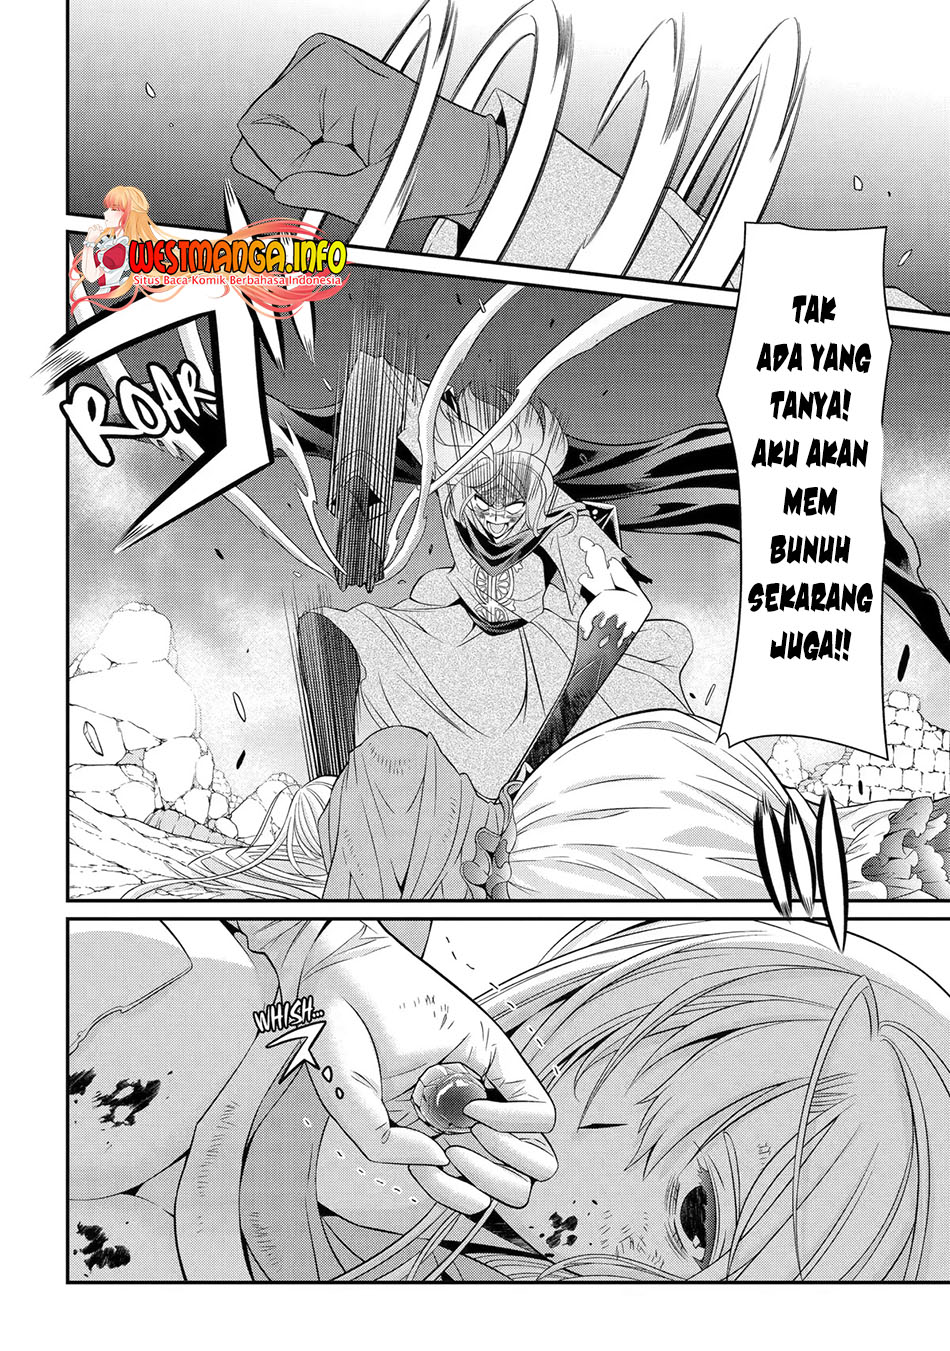 WESTMANGA.INFO
Situs Baca Komik Berbahasa Indonesia
TAK
ADA YANG
TANYA!
AKU AKAN
MEM
BUNUH
SEKARANG
JUGA!!
ROAR
WHISH...